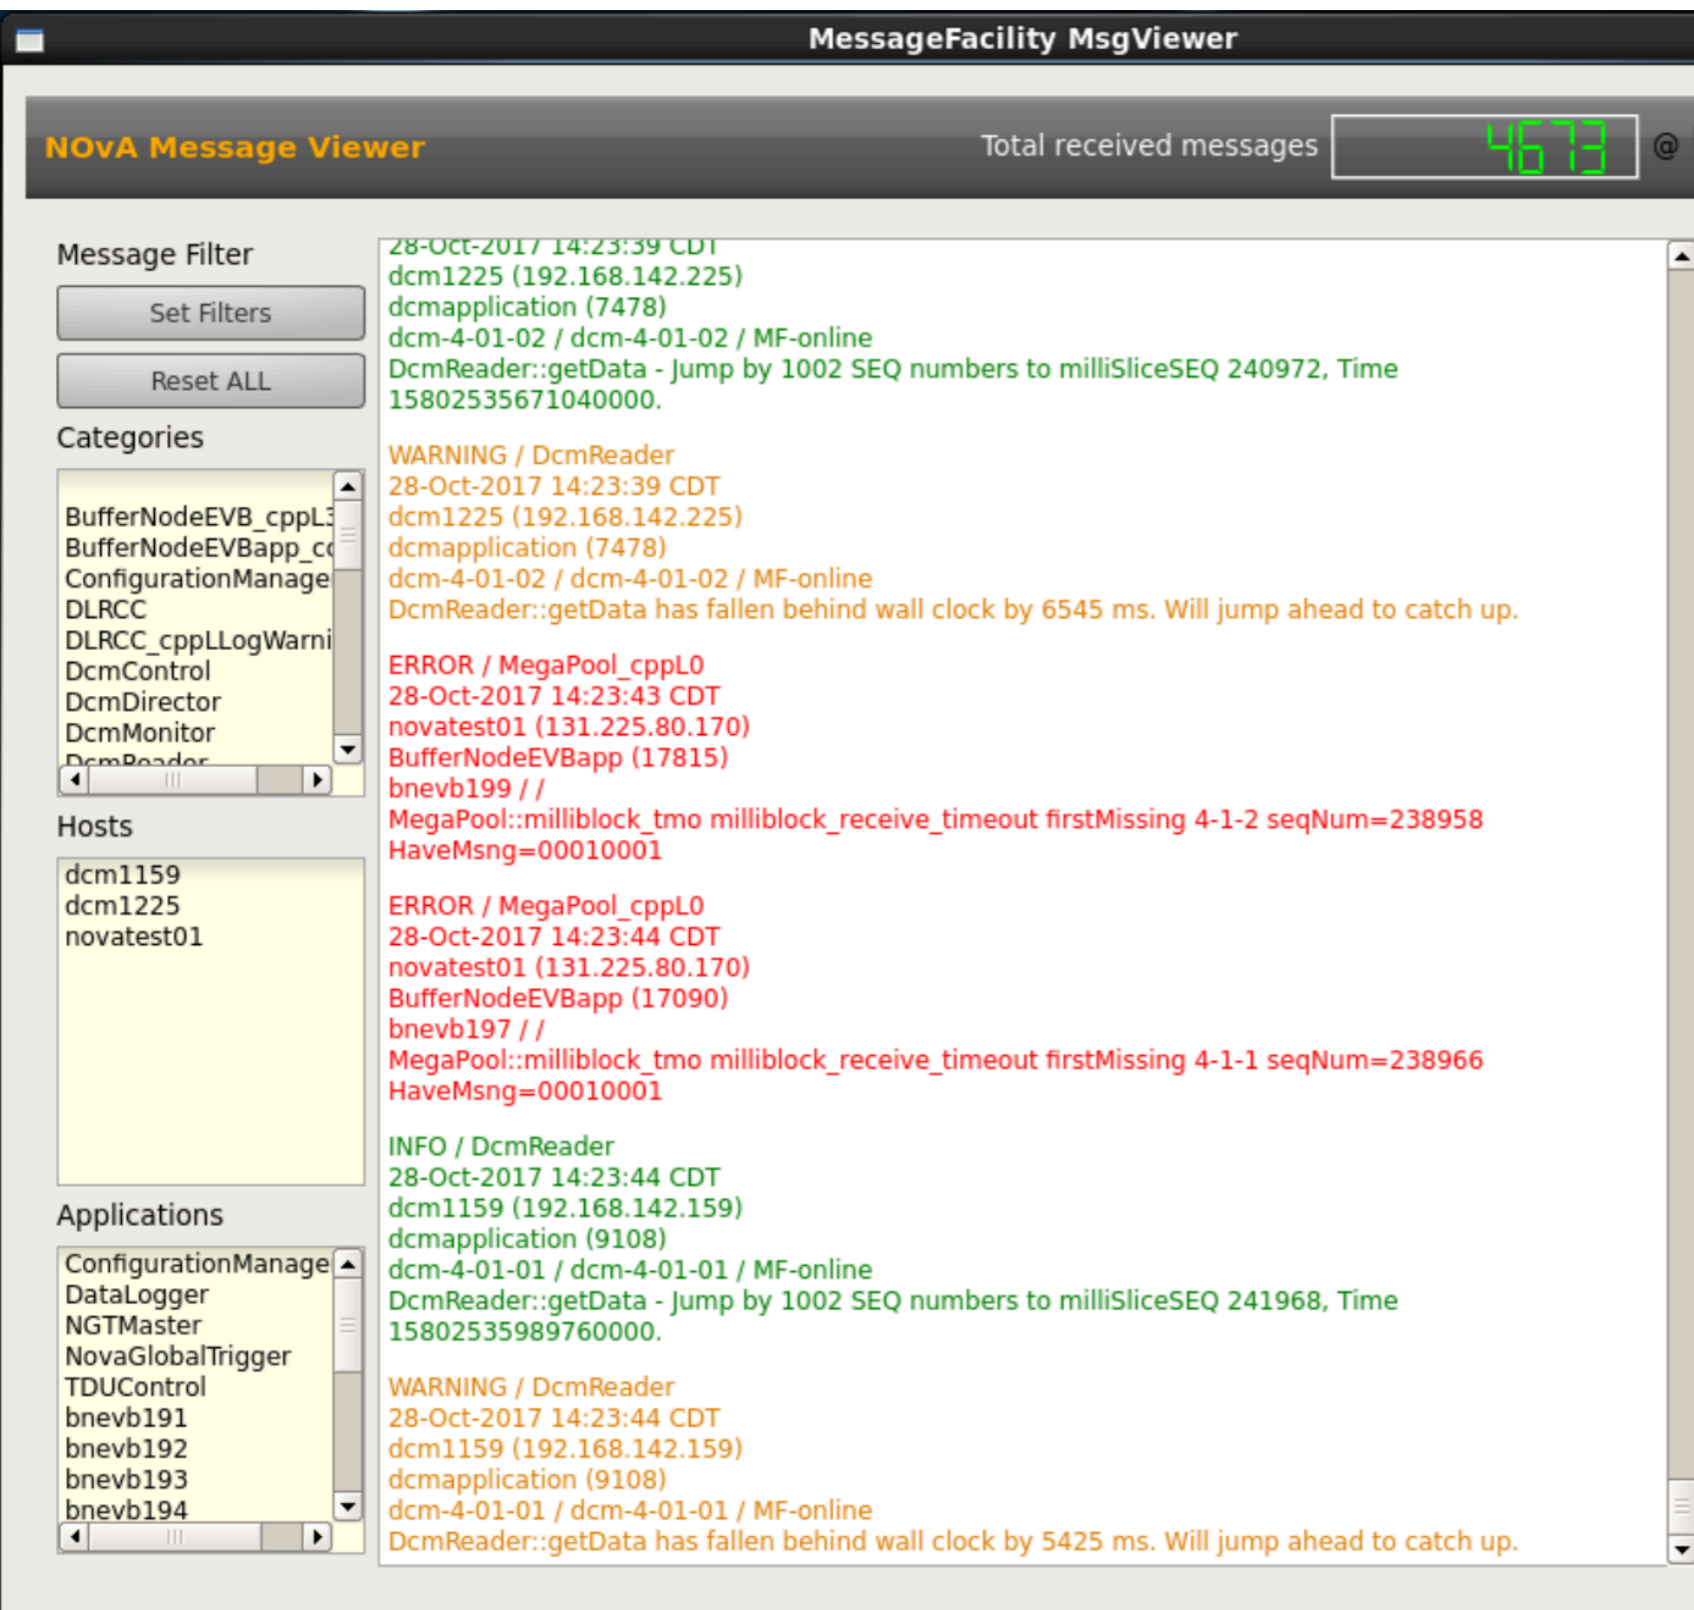 MessageFacility MsgViewer
NOvA Message Viewer
Total received messages 4673 @
Message Filter
Set Filters
Reset ALL
Categories
BufferNodeEVB_cppL3
BufferNodeEVBapp_co
ConfigurationManage
DLRCC
DLRCC_cppLLogWarni
DcmControl
DcmDirector
DcmMonitor
DcmReader
Hosts
dcm1159
dcm1225
novatest01
Applications
ConfigurationManage
DataLogger
NGTMaster
NovaGlobalTrigger
TDUControl
bnevb191
bnevb192
bnevb193
bnevb194
28-Oct-2017 14:23:39 CDT
dcm1225 (192.168.142.225)
dcmapplication (7478)
dcm-4-01-02 / dcm-4-01-02 / MF-online
DcmReader::getData - Jump by 1002 SEQ numbers to milliSliceSEQ 240972, Time
15802535671040000.
WARNING / DcmReader
28-Oct-2017 14:23:39 CDT
dcm1225 (192.168.142.225)
dcmapplication (7478)
dcm-4-01-02 / dcm-4-01-02 / MF-online
DcmReader::getData has fallen behind wall clock by 6545 ms. Will jump ahead to catch up.
ERROR / MegaPool_cppL0
28-Oct-2017 14:23:43 CDT
novatest01 (131.225.80.170)
BufferNodeEVBapp (17815)
bnevb199 / /
MegaPool::milliblock_tmo milliblock_receive_timeout firstMissing 4-1-2 seqNum=238958
HaveMsng=00010001
ERROR / MegaPool_cppL0
28-Oct-2017 14:23:44 CDT
novatest01 (131.225.80.170)
BufferNodeEVBapp (17090)
bnevb197 / /
MegaPool::milliblock_tmo milliblock_receive_timeout firstMissing 4-1-1 seqNum=238966
HaveMsng=00010001
INFO / DcmReader
28-Oct-2017 14:23:44 CDT
dcm1159 (192.168.142.159)
dcmapplication (9108)
dcm-4-01-01 / dcm-4-01-01 / MF-online
DcmReader::getData - Jump by 1002 SEQ numbers to milliSliceSEQ 241968, Time
15802535989760000.
WARNING / DcmReader
28-Oct-2017 14:23:44 CDT
dcm1159 (192.168.142.159)
dcmapplication (9108)
dcm-4-01-01 / dcm-4-01-01 / MF-online
DcmReader::getData has fallen behind wall clock by 5425 ms. Will jump ahead to catch up.